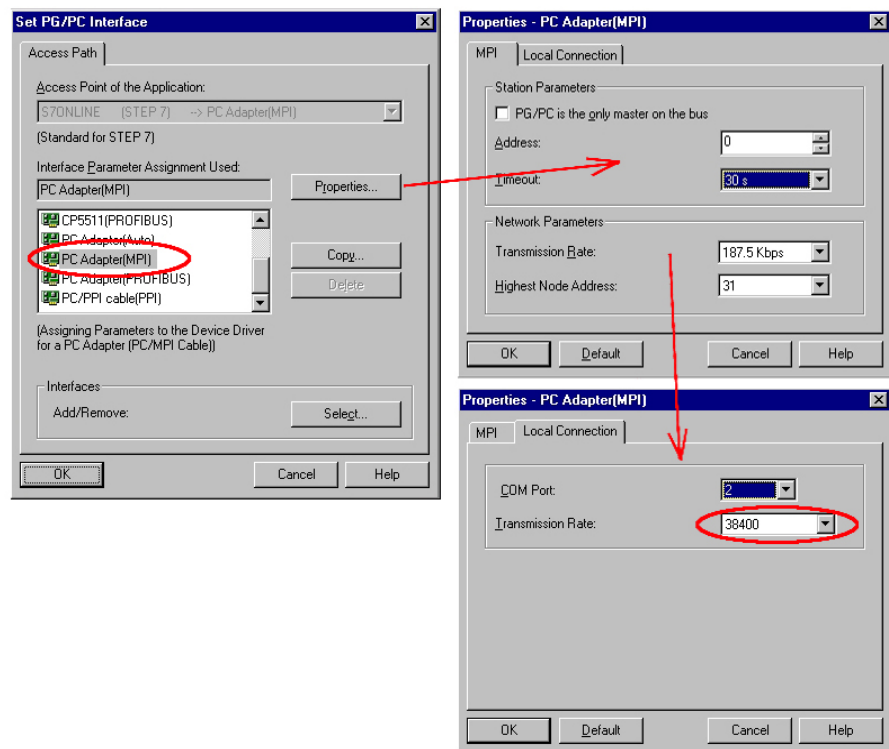 Set PG/PC Interface
Access Path
Access Point of the Application:
S7ONLINE (STEP 7) --> PC Adapter(MPI)
(Standard for STEP 7)
Interface Parameter Assignment Used:
PC Adapter(MPI)
Properties...
CP5511(PROFIBUS)
PC Adapter(Auto)
PC Adapter(MPI)
PC Adapter(PROFIBUS)
PC/PPI cable(PPI)
Copy...
Delete
(Assigning Parameters to the Device Driver
for a PC Adapter (PC/MPI Cable))
Interfaces
Add/Remove:
Select...
OK
Cancel
Help
Properties - PC Adapter(MPI)
MPI
Local Connection
Station Parameters
PG/PC is the only master on the bus
Address:
0
Timeout:
30 s
Network Parameters
Transmission Rate:
187.5 Kbps
Highest Node Address:
31
OK
Default
Cancel
Help
Properties - PC Adapter(MPI)
MPI
Local Connection
COM Port:
2
Transmission Rate:
38400
OK
Default
Cancel
Help